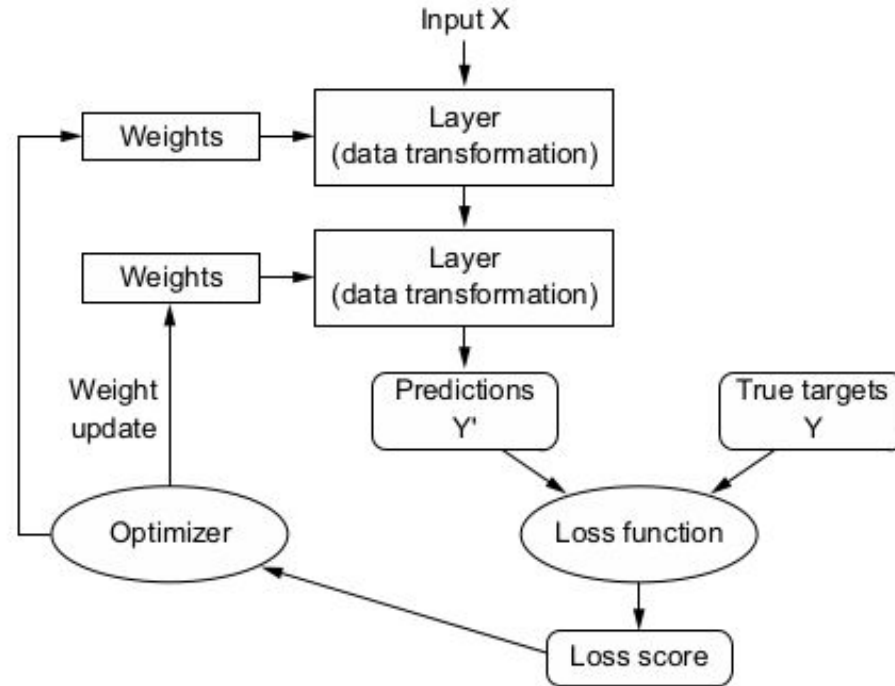 Input X
Weights
Layer
(data transformation)
Weights
Layer
(data transformation)
Weight
update
Predictions
Y'
True targets
Y
Optimizer
Loss function
Loss score